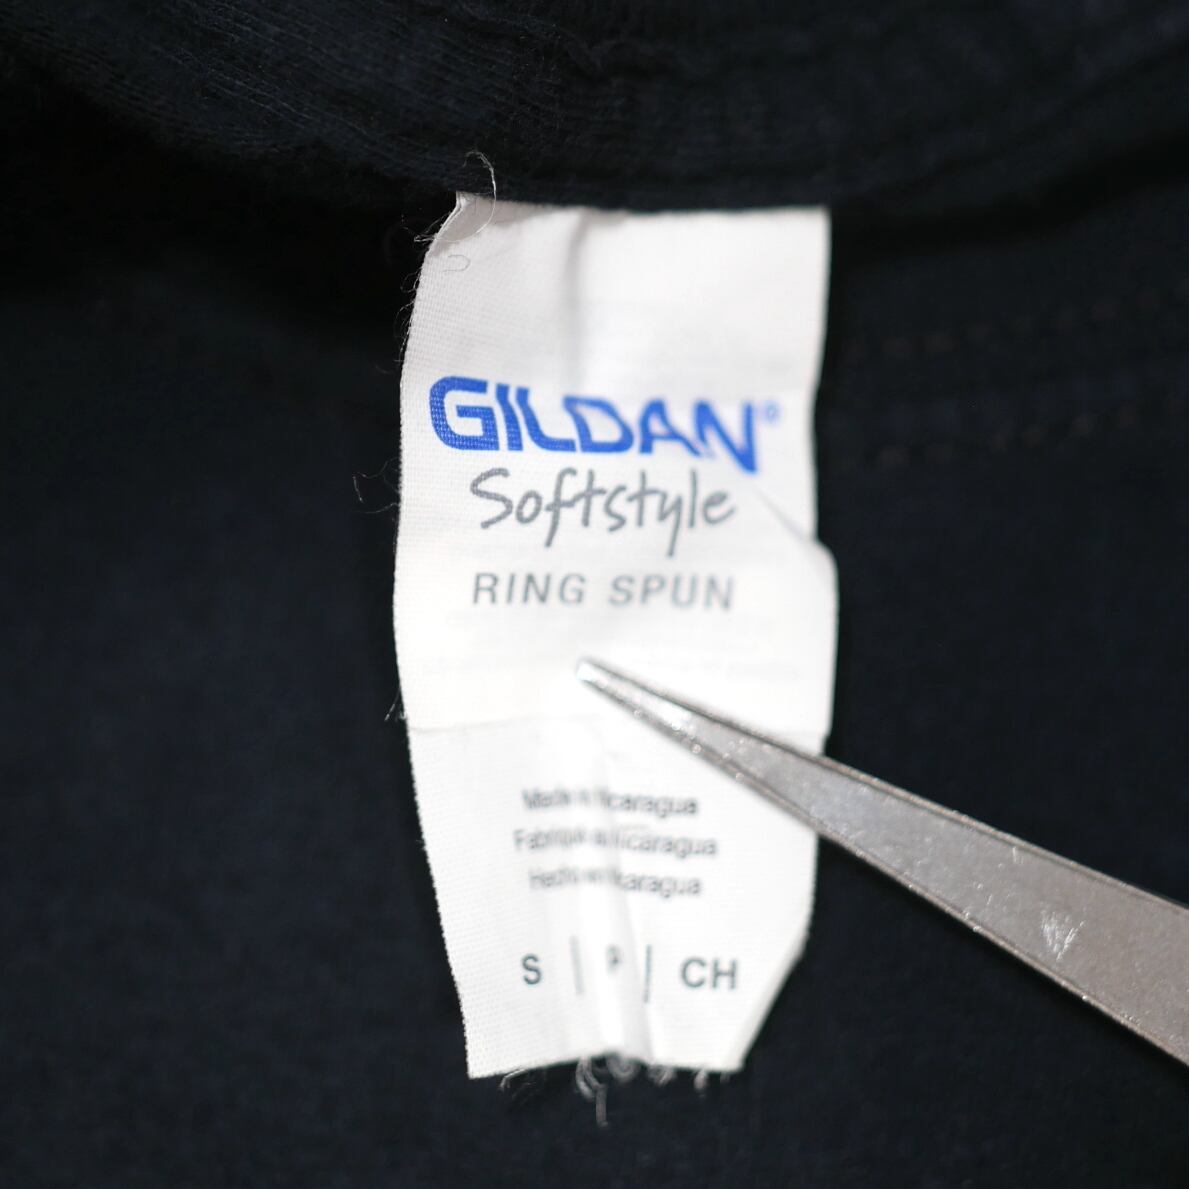 GILDAN®
Softstyle
RING SPUN
Made in Nicaragua
Fabriqué au Nicaragua
Hecho en Nicaragua
S | P | CH